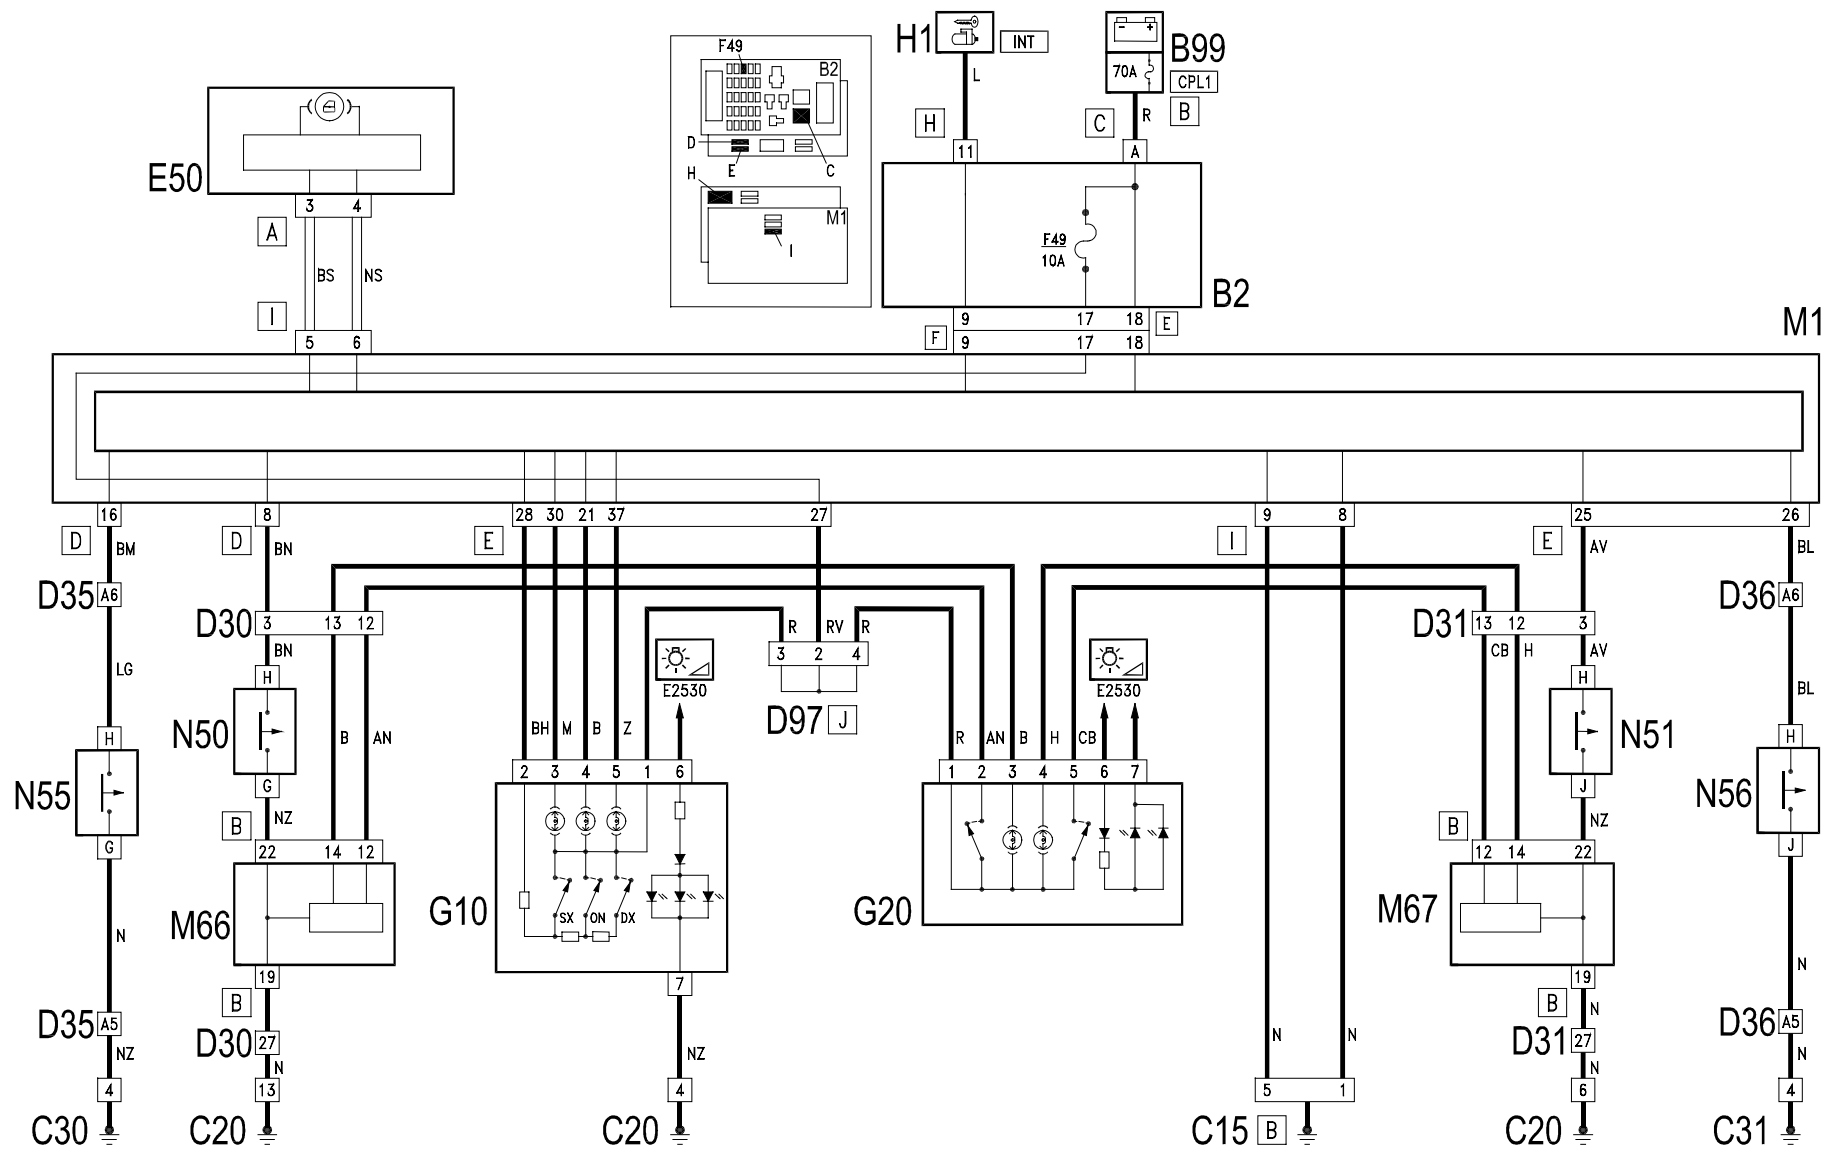 F49
B2
D
E
C
H
M1
I
H1
INT
L
B99
70A
CPL1
B
R
H
C
11
A
F49
10A
B2
9 17 18
E
F
9 17 18
E50
3 4
A
BS NS
I
5 6
M1
16 8 28 30 21 37 27 9 8 25 26
D D E I E
BM BN AV BL
D35 A6
D36 A6
D30 3 13 12
D31 13 12 3
R RV R
3 2 4
BN
CB H AV
LG
BL
H
H
E2530
E2530
D97 J
N50
N51
B AN
BH M B Z
R AN B H CB
H
H
G
J
2 3 4 5 1 6
1 2 3 4 5 6 7
N55
N56
NZ
NZ
B
B
G
J
22 14 12
12 14 22
M66
G10
SX ON DX
G20
M67
N
N
19
7
19
B
B
N
D35 A5
D30 27
D31 27
D36 A5
NZ N NZ N N N N
4 13 4 5 1 6 4
C30 C20 C20 C15 B C20 C31